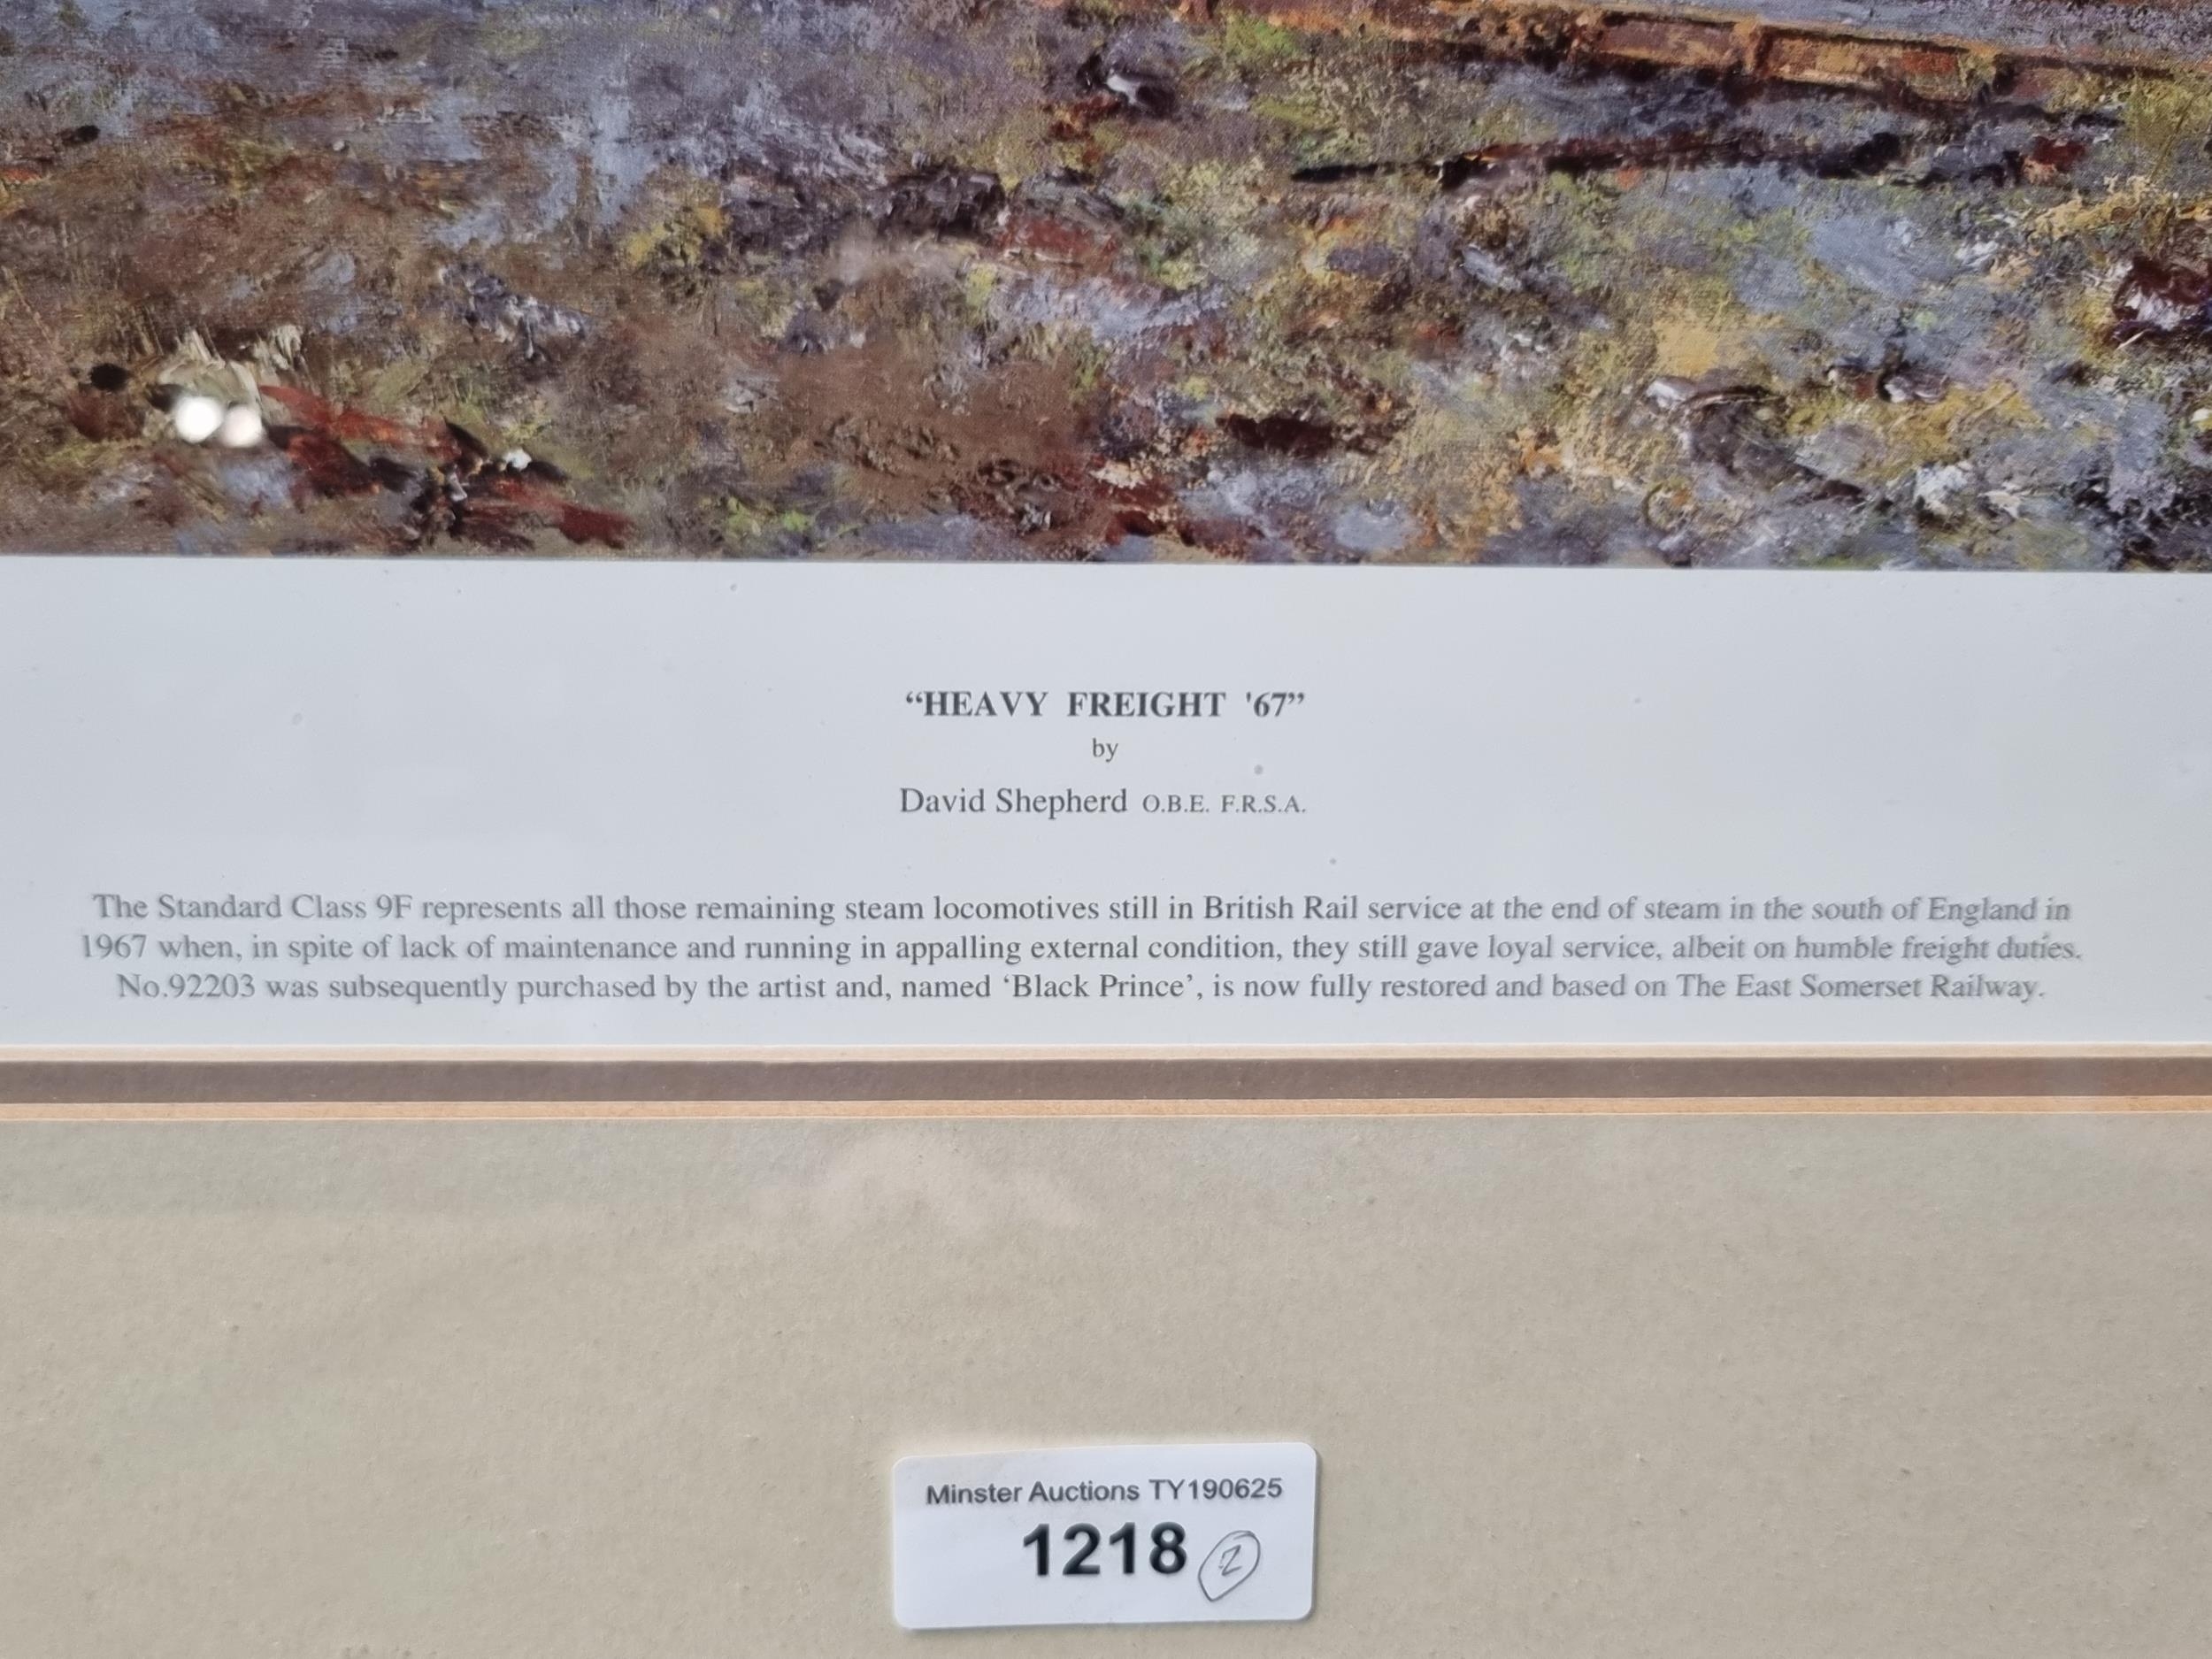 “HEAVY FREIGHT '67”
by
David Shepherd O.B.E. F.R.S.A.
The Standard Class 9F represents all those remaining steam locomotives still in British Rail service at the end of steam in the south of England in
1967 when, in spite of lack of maintenance and running in appalling external condition, they still gave loyal service, albeit on humble freight duties.
No.92203 was subsequently purchased by the artist and, named ‘Black Prince’, is now fully restored and based on The East Somerset Railway.
Minster Auctions TY190625
1218 2